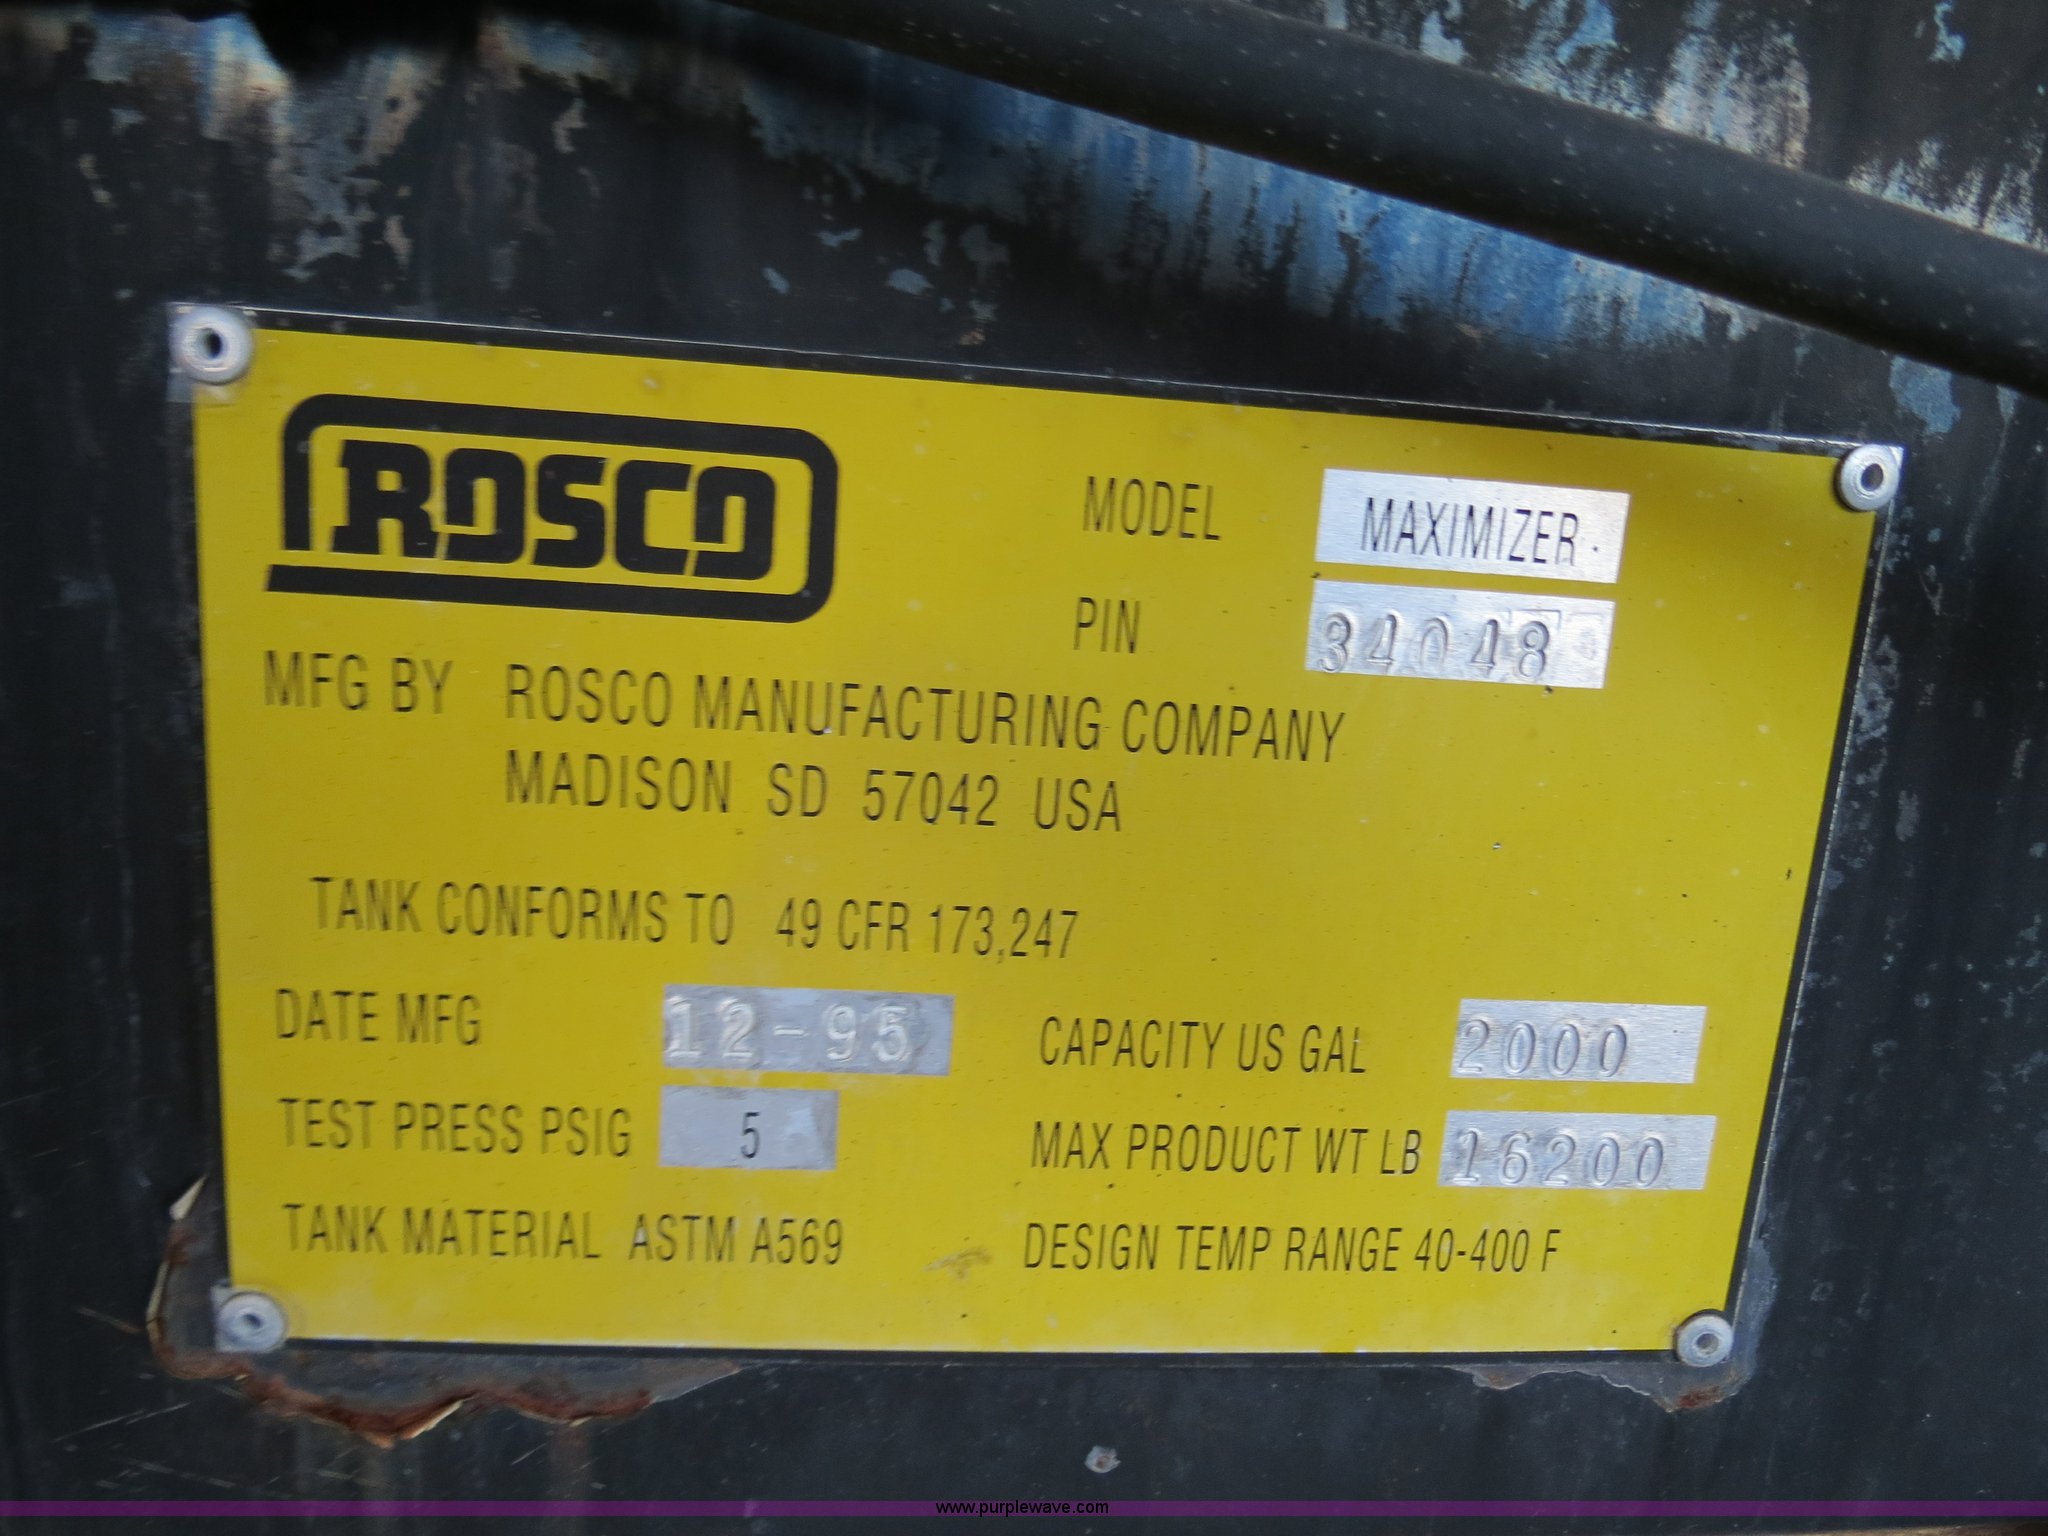 ROSCO
MODEL MAXIMIZER
PIN 34048
MFG BY ROSCO MANUFACTURING COMPANY
MADISON SD 57042 USA
TANK CONFORMS TO 49 CFR 173,247
DATE MFG 12-95
CAPACITY US GAL 2000
TEST PRESS PSIG 5
MAX PRODUCT WT LB 16200
TANK MATERIAL ASTM A569
DESIGN TEMP RANGE 40-400 F
www.purplewave.com